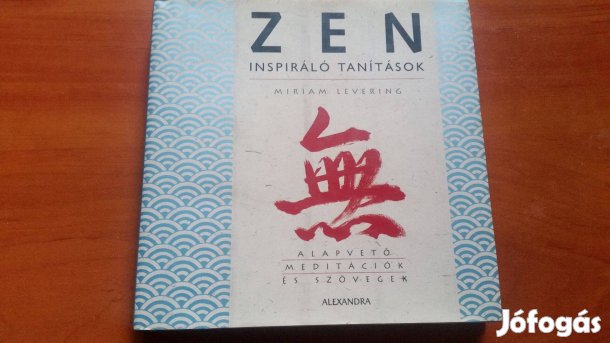 ZEN
INSPIRÁLÓ TANÍTÁSOK
MIRIAM LEVERING
無
ALAPVETŐ
MEDITÁCIÓK
ÉS SZÖVEGEK
ALEXANDRA
Jófogás